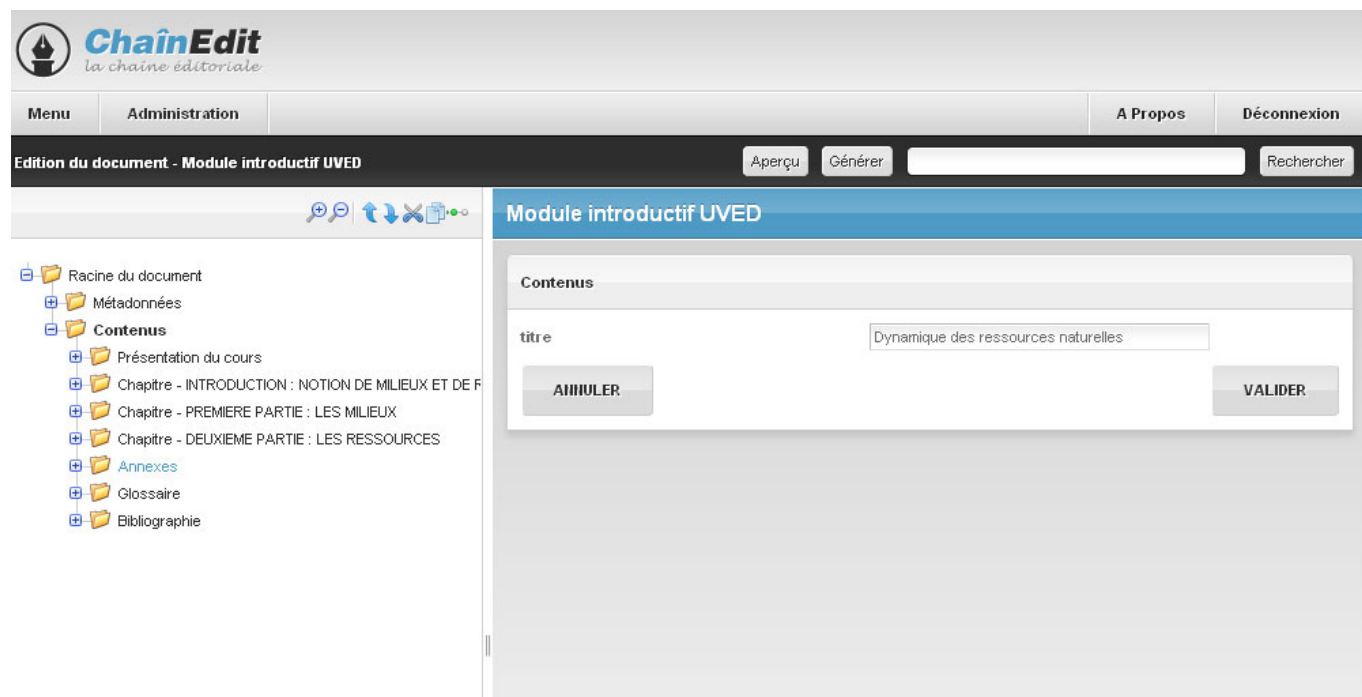 ChaînEdit
la chaîne éditoriale
Menu
Administration
A Propos
Déconnexion
Edition du document - Module introductif UVED
Aperçu
Générer
Rechercher
Module introductif UVED
Racine du document
Métadonnées
Contenus
Présentation du cours
Chapitre - INTRODUCTION : NOTION DE MILIEUX ET DE R
Chapitre - PREMIERE PARTIE : LES MILIEUX
Chapitre - DEUXIEME PARTIE : LES RESSOURCES
Annexes
Glossaire
Bibliographie
Contenus
titre
Dynamique des ressources naturelles
ANNULER
VALIDER